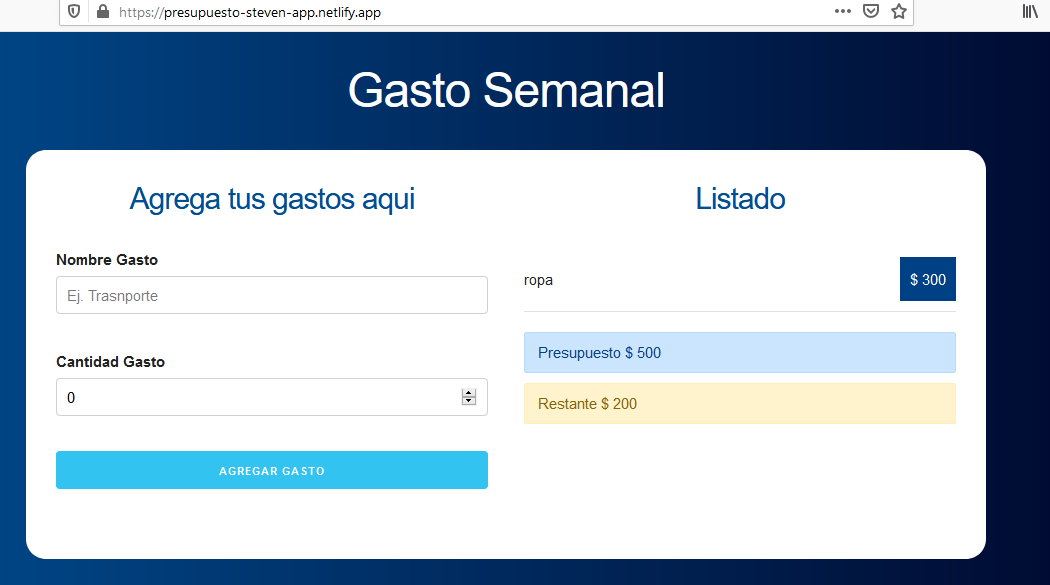 https://presupuesto-steven-app.netlify.app
Gasto Semanal
Agrega tus gastos aqui
Nombre Gasto
Ej. Trasnporte
Cantidad Gasto
0
AGREGAR GASTO
Listado
ropa
$ 300
Presupuesto $ 500
Restante $ 200